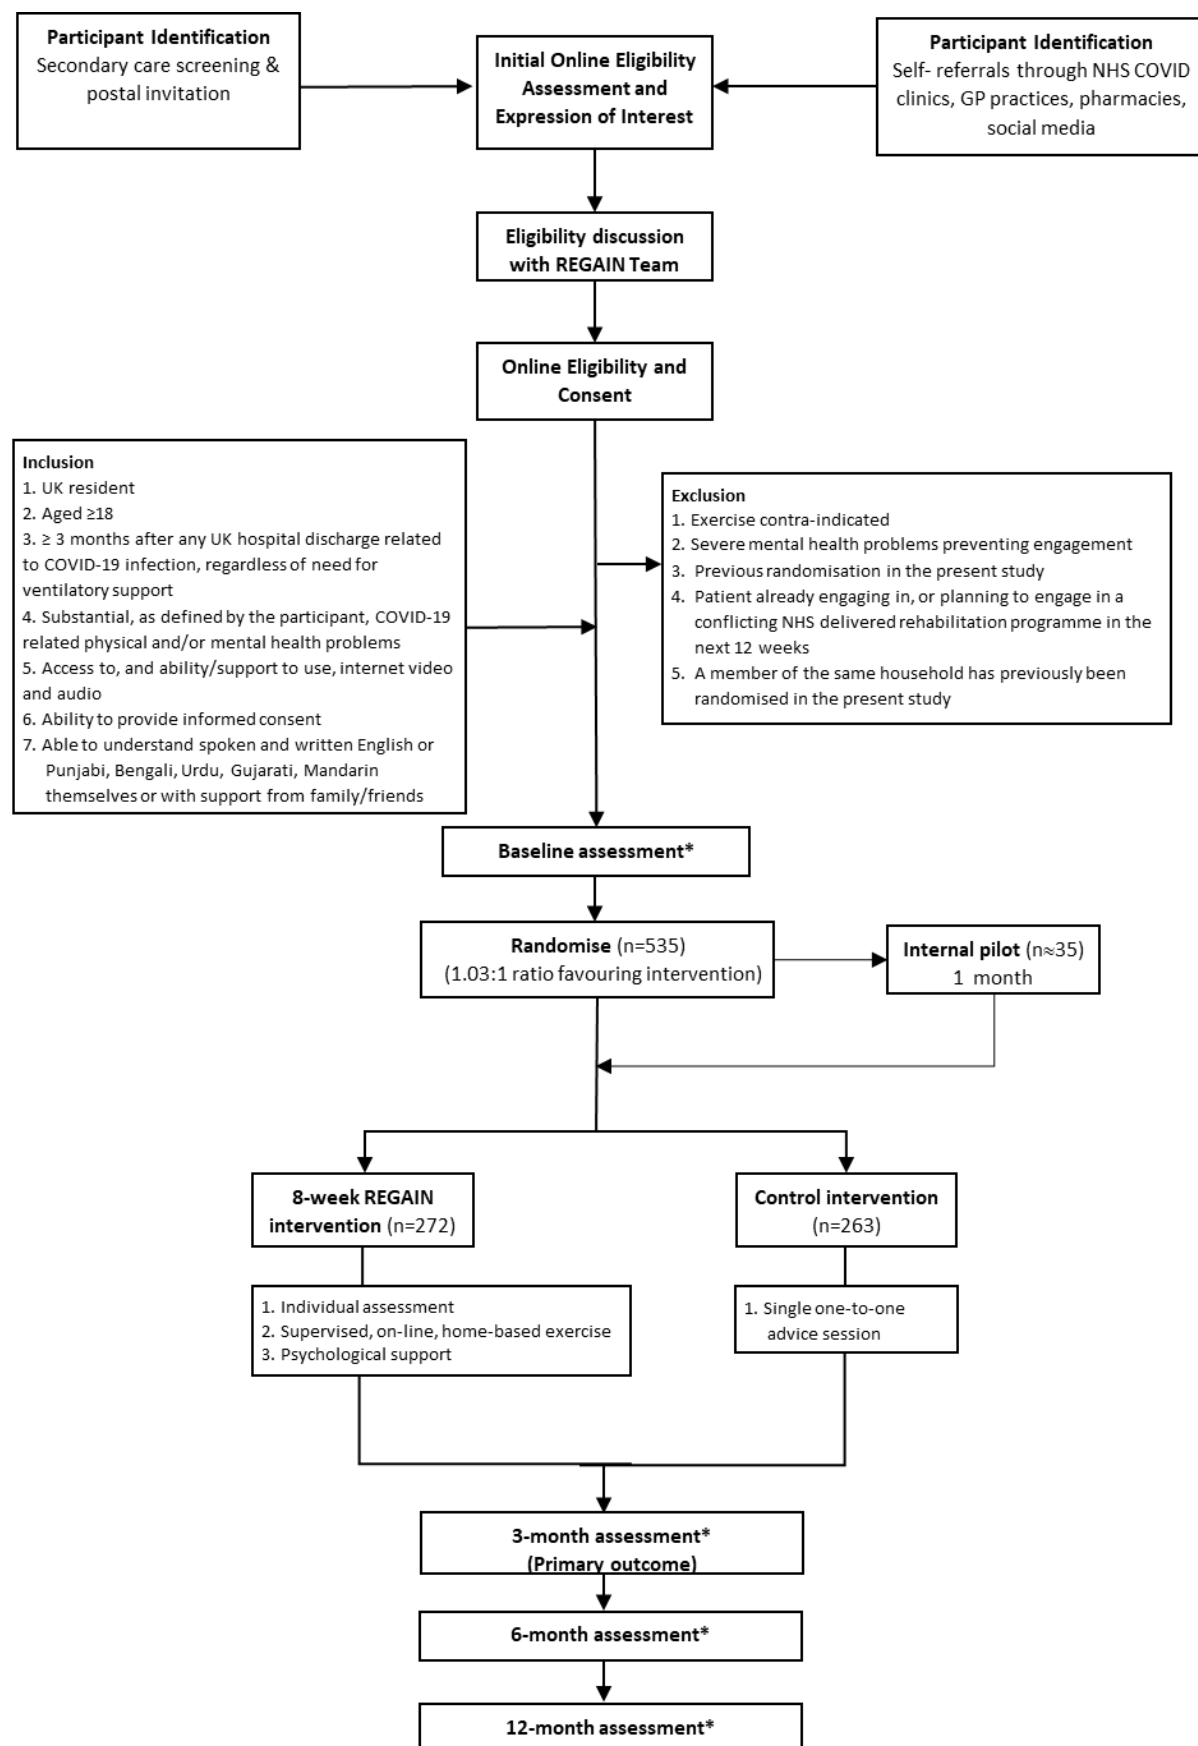 Participant Identification
Secondary care screening &
postal invitation
Initial Online Eligibility
Assessment and
Expression of Interest
Participant Identification
Self- referrals through NHS COVID
clinics, GP practices, pharmacies,
social media
Eligibility discussion
with REGAIN Team
Online Eligibility and
Consent
Inclusion
1. UK resident
2. Aged ≥18
3. ≥ 3 months after any UK hospital discharge related
to COVID-19 infection, regardless of need for
ventilatory support
4. Substantial, as defined by the participant, COVID-19
related physical and/or mental health problems
5. Access to, and ability/support to use, internet video
and audio
6. Ability to provide informed consent
7. Able to understand spoken and written English or
Punjabi, Bengali, Urdu, Gujarati, Mandarin
themselves or with support from family/friends
Exclusion
1. Exercise contra-indicated
2. Severe mental health problems preventing engagement
3. Previous randomisation in the present study
4. Patient already engaging in, or planning to engage in a
conflicting NHS delivered rehabilitation programme in the
next 12 weeks
5. A member of the same household has previously been
randomised in the present study
Baseline assessment*
Randomise (n=535)
(1.03:1 ratio favouring intervention)
Internal pilot (n≈35)
1 month
8-week REGAIN
intervention (n=272)
Control intervention
(n=263)
1. Individual assessment
2. Supervised, on-line, home-based exercise
3. Psychological support
1. Single one-to-one
advice session
3-month assessment*
(Primary outcome)
6-month assessment*
12-month assessment*